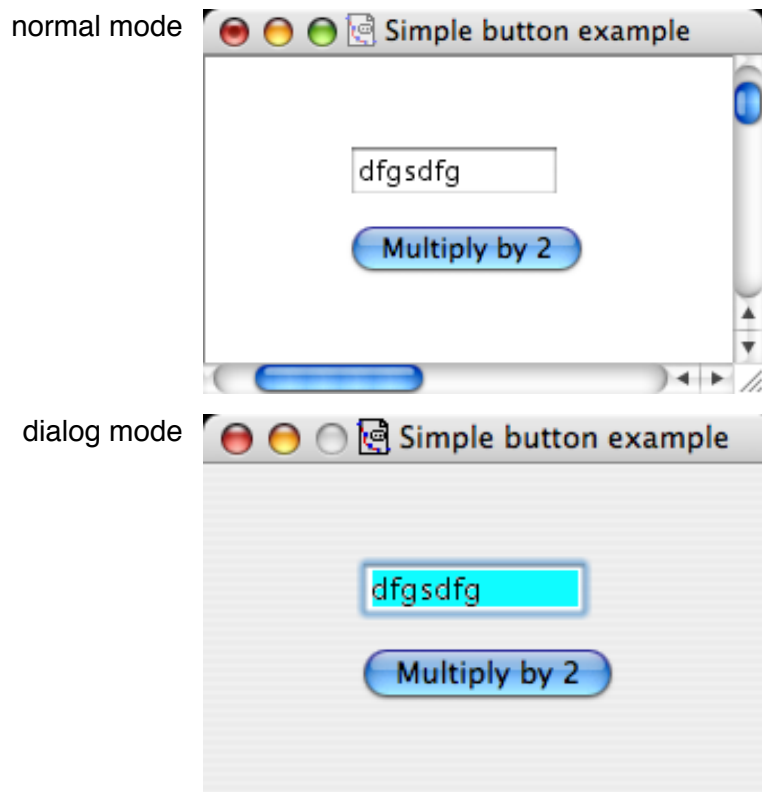 normal mode
Simple button example
dfgsdfg
Multiply by 2
dialog mode
Simple button example
dfgsdfg
Multiply by 2